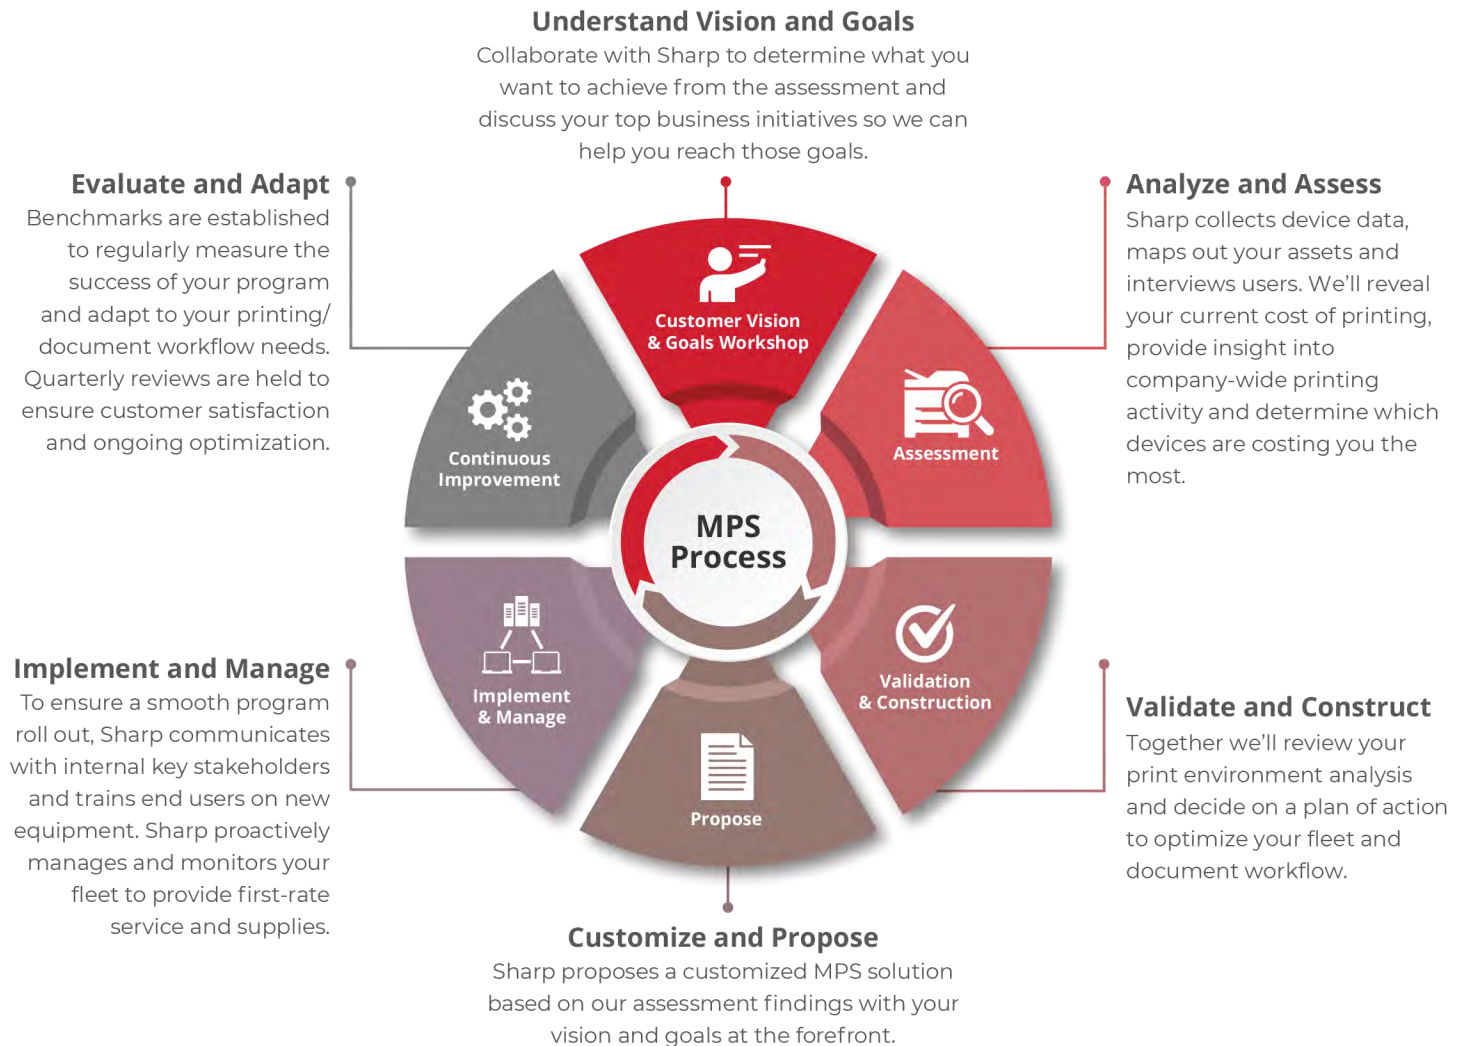 Understand Vision and Goals
Collaborate with Sharp to determine what you
want to achieve from the assessment and
discuss your top business initiatives so we can
help you reach those goals.
Evaluate and Adapt
Benchmarks are established
to regularly measure the
success of your program
and adapt to your printing/
document workflow needs.
Quarterly reviews are held to
ensure customer satisfaction
and ongoing optimization.
Analyze and Assess
Sharp collects device data,
maps out your assets and
interviews users. We’ll reveal
your current cost of printing,
provide insight into
company-wide printing
activity and determine which
devices are costing you the
most.
Customer Vision
& Goals Workshop
Assessment
Continuous
Improvement
MPS
Process
Validation
& Construction
Implement
& Manage
Propose
Implement and Manage
To ensure a smooth program
roll out, Sharp communicates
with internal key stakeholders
and trains end users on new
equipment. Sharp proactively
manages and monitors your
fleet to provide first-rate
service and supplies.
Validate and Construct
Together we’ll review your
print environment analysis
and decide on a plan of action
to optimize your fleet and
document workflow.
Customize and Propose
Sharp proposes a customized MPS solution
based on our assessment findings with your
vision and goals at the forefront.